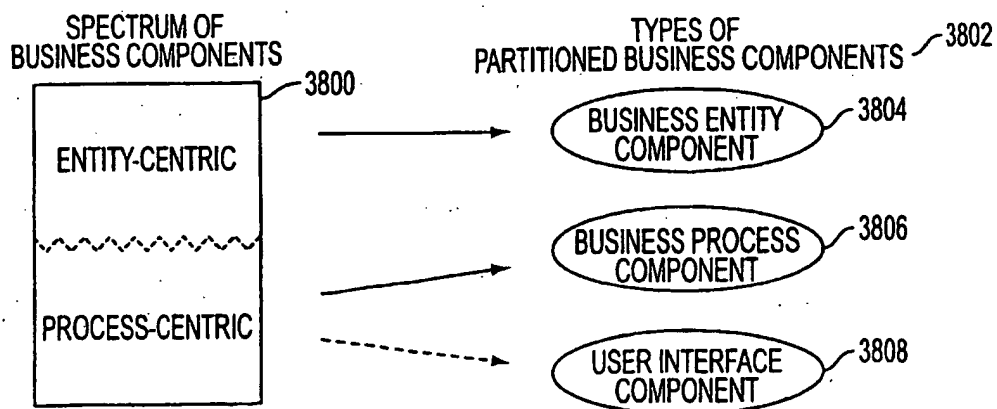 SPECTRUM OF
BUSINESS COMPONENTS
3800
ENTITY-CENTRIC
PROCESS-CENTRIC
TYPES OF
PARTITIONED BUSINESS COMPONENTS
3802
BUSINESS ENTITY
COMPONENT
3804
BUSINESS PROCESS
COMPONENT
3806
USER INTERFACE
COMPONENT
3808